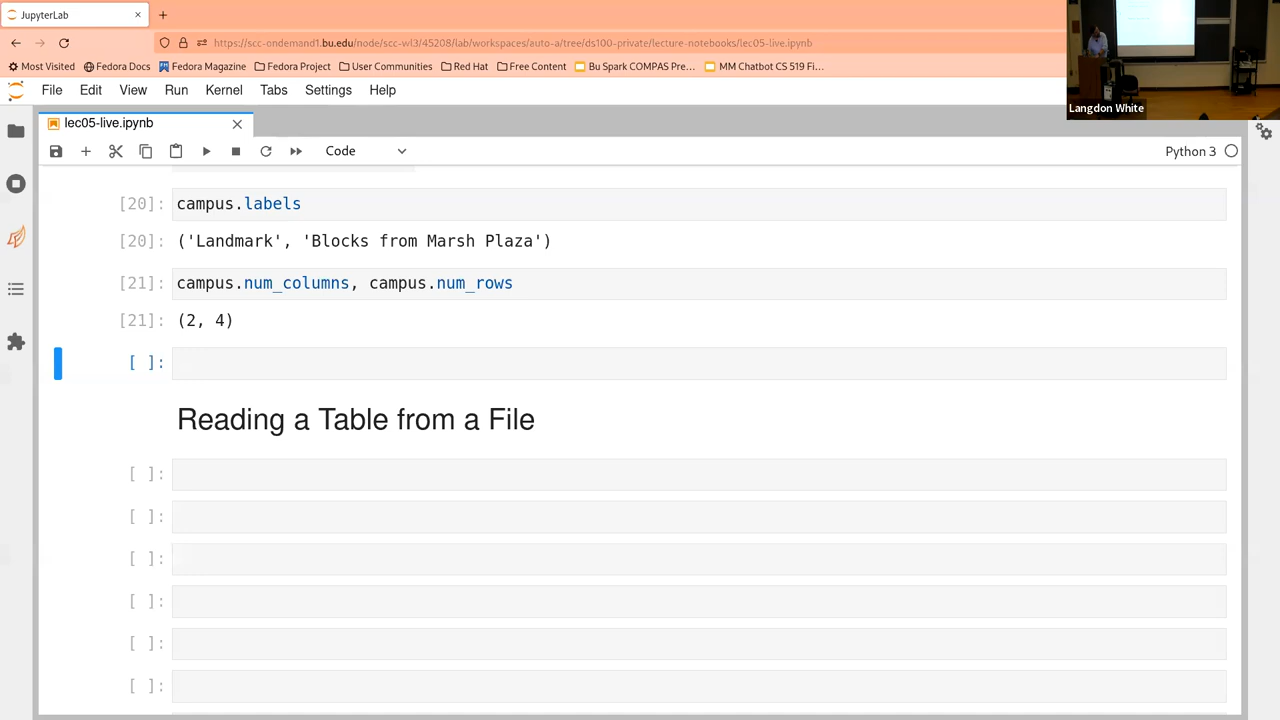 JupyterLab
https://scc-ondemand1.bu.edu/node/scc-wl3/45208/lab/workspaces/auto-a/tree/ds100-private/lecture-notebooks/lec05-live.ipynb
Most Visited Fedora Docs Fedora Magazine Fedora Project User Communities Red Hat Free Content Bu Spark COMPAS Pre… MM Chatbot CS 519 Fi…
Langdon White
File Edit View Run Kernel Tabs Settings Help
lec05-live.ipynb
Code Python 3
[20]: campus.labels
[20]: ('Landmark', 'Blocks from Marsh Plaza')
[21]: campus.num_columns, campus.num_rows
[21]: (2, 4)
[ ]:
Reading a Table from a File
[ ]:
[ ]:
[ ]:
[ ]:
[ ]:
[ ]: